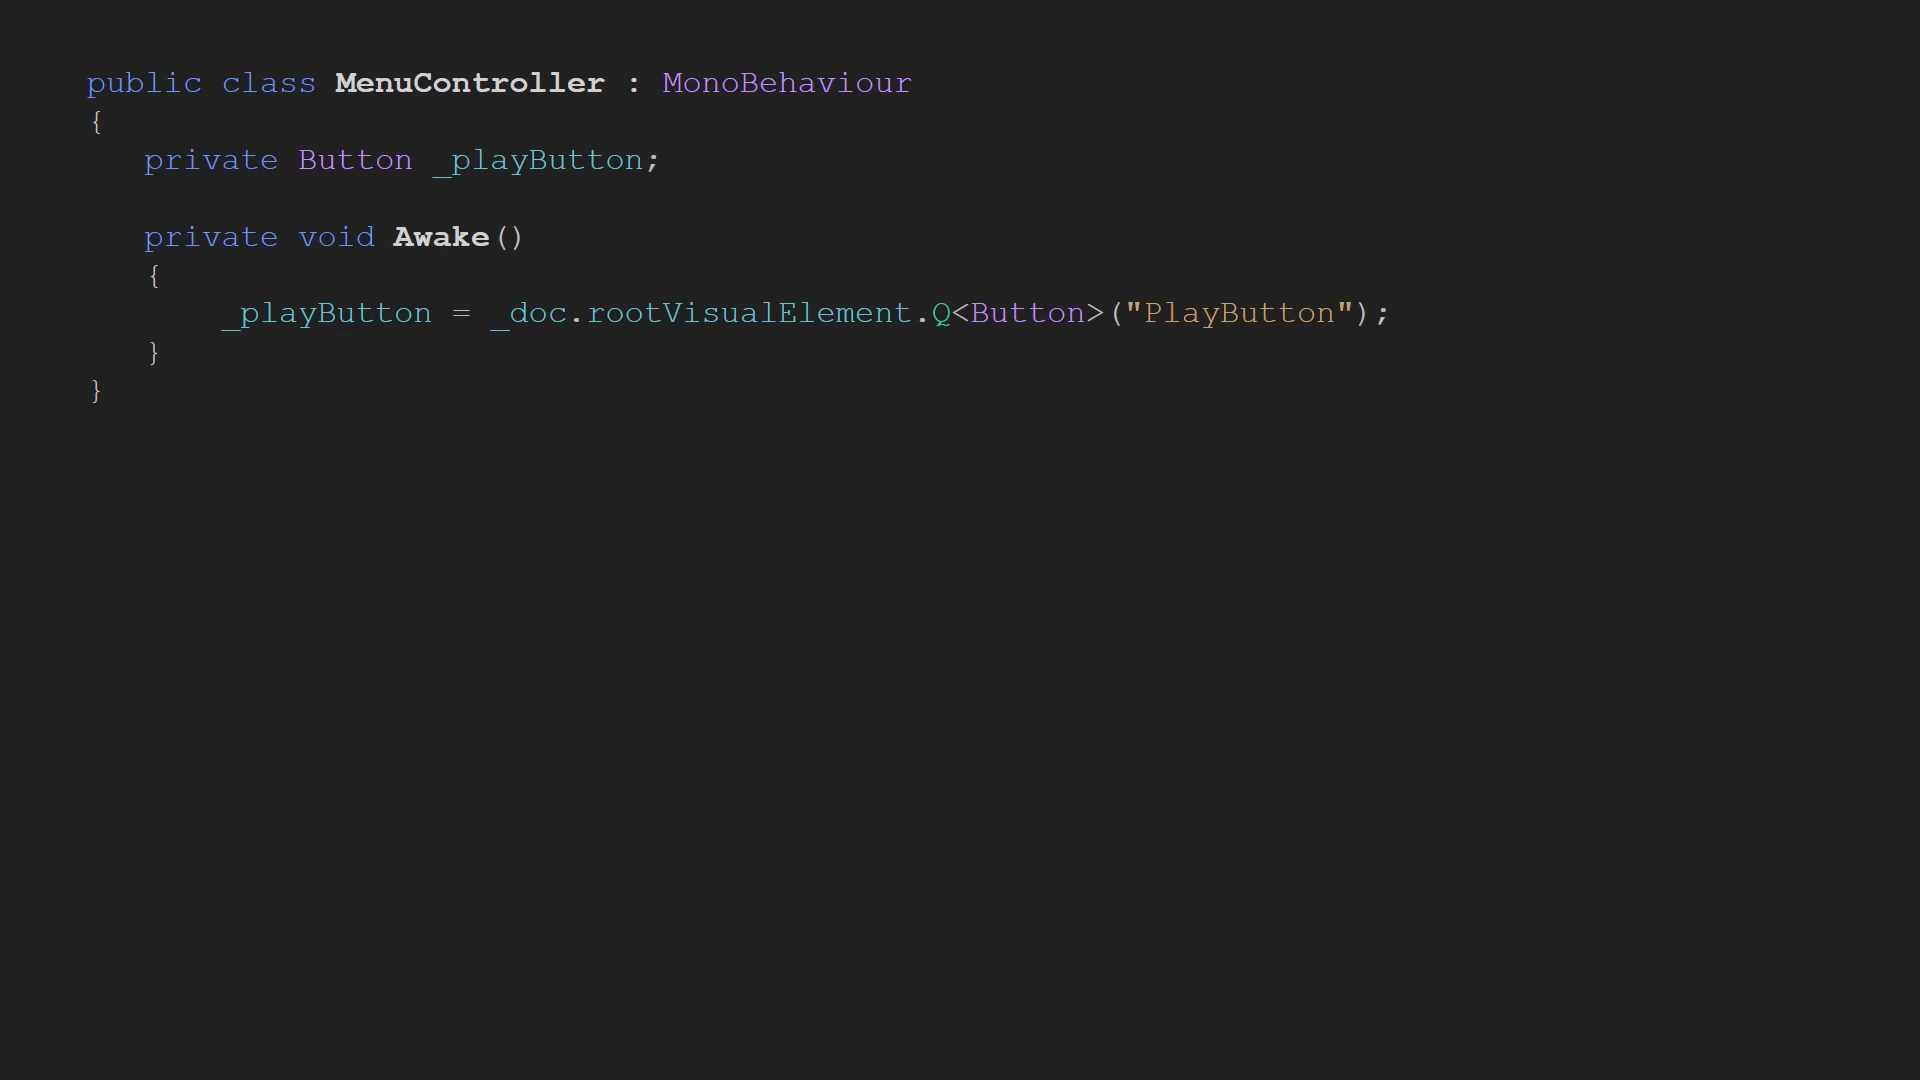 public class MenuController : MonoBehaviour
{
private Button _playButton;
private void Awake()
{
_playButton = _doc.rootVisualElement.Q<Button>("PlayButton");
}
}